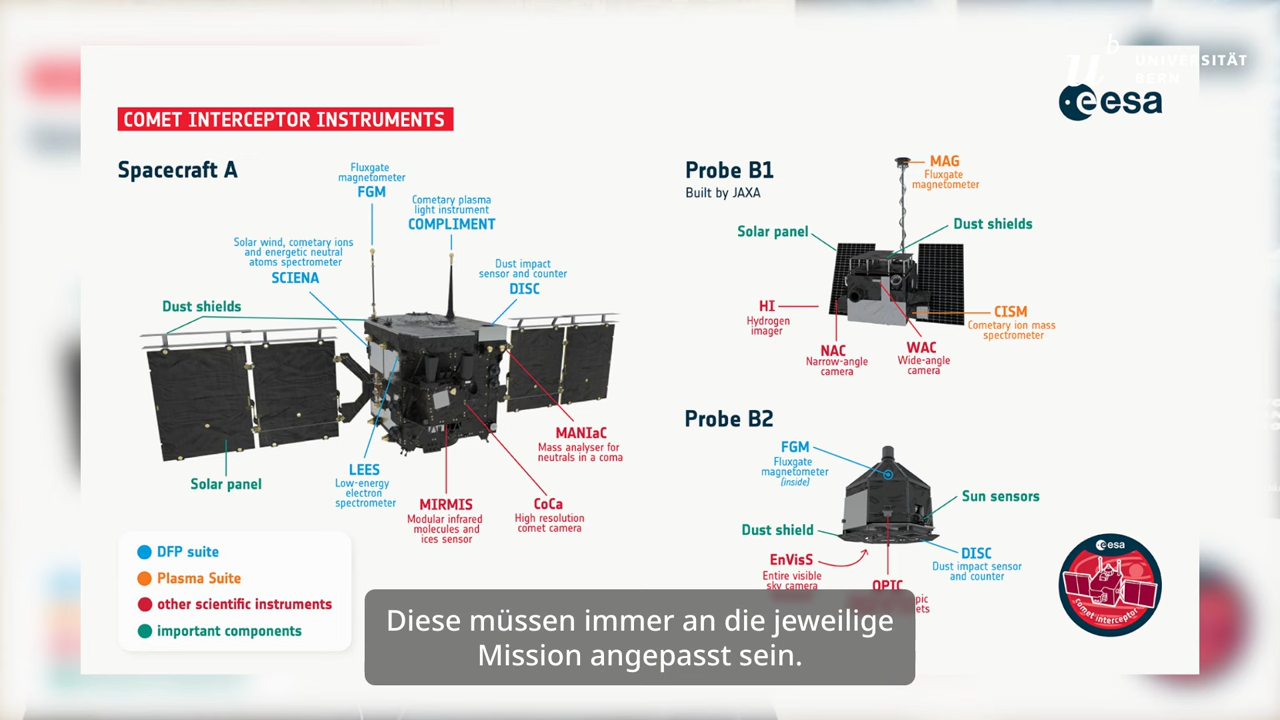 u
b
UNIVERSITÄT
BERN
esa
COMET INTERCEPTOR INSTRUMENTS
Spacecraft A
Fluxgate
magnetometer
FGM
Cometary plasma
light instrument
COMPLIMENT
Solar wind, cometary ions
and energetic neutral
atoms spectrometer
SCIENA
Dust impact
sensor and counter
DISC
Dust shields
Solar panel
LEES
Low-energy
electron
spectrometer
MIRMIS
Modular infrared
molecules and
ices sensor
CoCa
High resolution
comet camera
MANIaC
Mass analyser for
neutrals in a coma
Probe B1
Built by JAXA
MAG
Fluxgate
magnetometer
Solar panel
Dust shields
HI
Hydrogen
imager
NAC
Narrow-angle
camera
WAC
Wide-angle
camera
CISM
Cometary ion mass
spectrometer
Probe B2
FGM
Fluxgate
magnetometer
(inside)
Sun sensors
Dust shield
DISC
Dust impact sensor
and counter
EnVisS
Entire visible
sky camera
OPIC
DFP suite
Plasma Suite
other scientific instruments
important components
esa
comet interceptor
Diese müssen immer an die jeweilige
Mission angepasst sein.